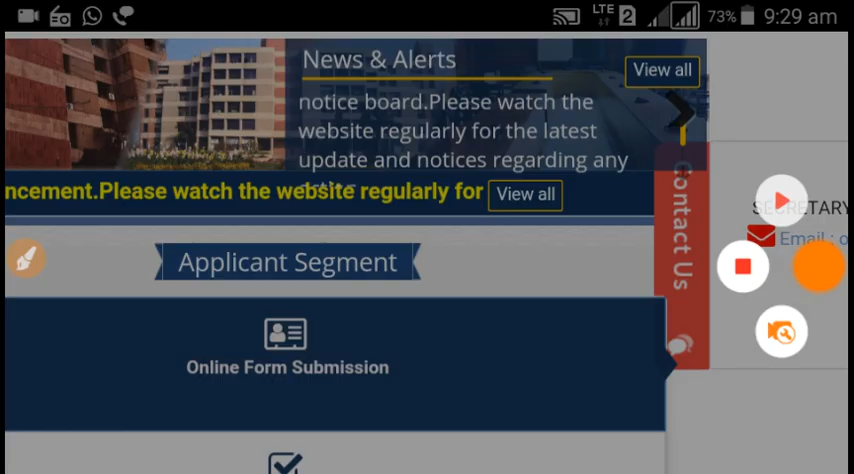 LTE 2 73% 9:29 am
News & Alerts
View all
notice board.Please watch the
website regularly for the latest
update and notices regarding any
ncement.Please watch the website regularly for View all
Contact Us
SECRETARY
Email : o
Applicant Segment
Online Form Submission